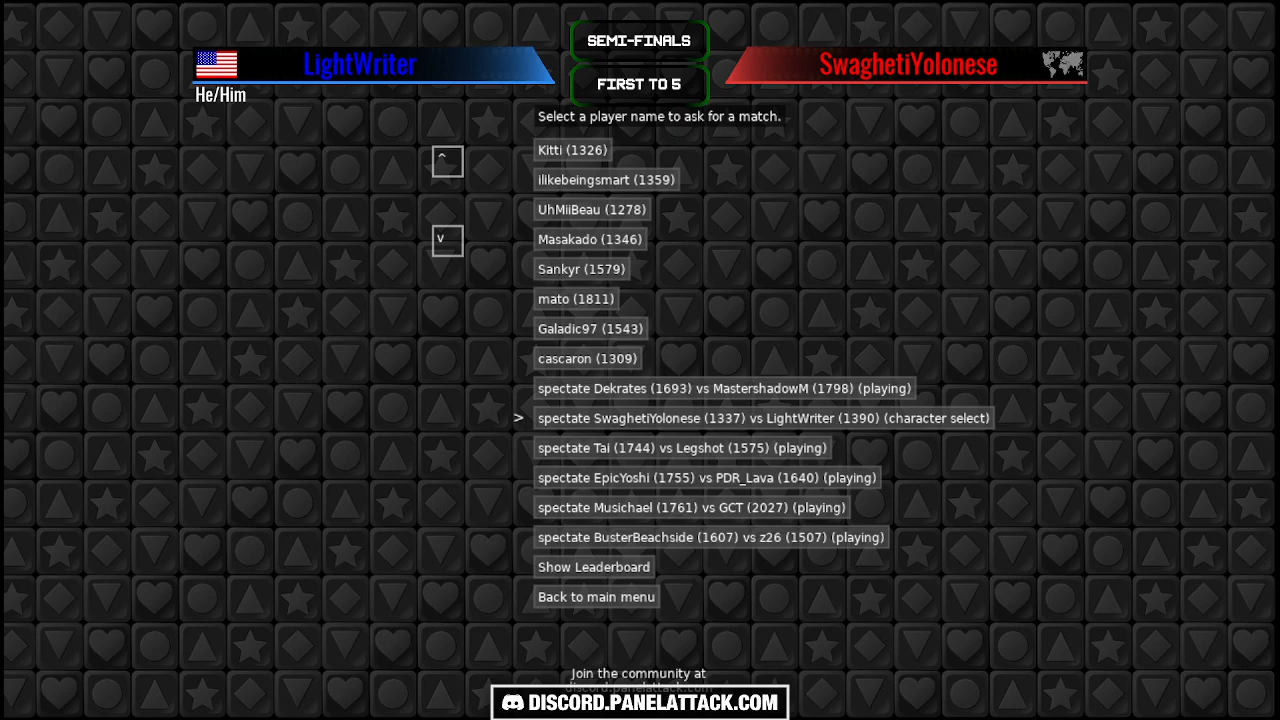 SEMI-FINALS
LightWriter
SwaghetiYolonese
FIRST TO 5
He/Him
Select a player name to ask for a match.
^
Kitti (1326)
ilikebeingsmart (1359)
UhMiiBeau (1278)
v
Masakado (1346)
Sankyr (1579)
mato (1811)
Galadic97 (1543)
cascaron (1309)
spectate Dekrates (1693) vs MastershadowM (1798) (playing)
> spectate SwaghetiYolonese (1337) vs LightWriter (1390) (character select)
spectate Tai (1744) vs Legshot (1575) (playing)
spectate EpicYoshi (1755) vs PDR_Lava (1640) (playing)
spectate Musichael (1761) vs GCT (2027) (playing)
spectate BusterBeachside (1607) vs z26 (1507) (playing)
Show Leaderboard
Back to main menu
Join the community at
discord.panelattack.com
DISCORD.PANELATTACK.COM